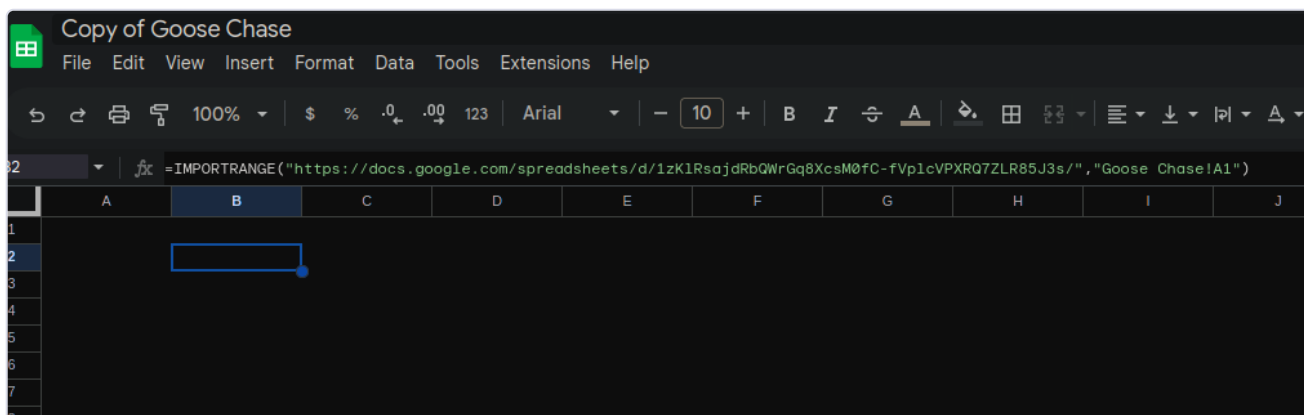 Copy of Goose Chase
File Edit View Insert Format Data Tools Extensions Help
100% $ % .0 .00 123 Arial 10 B I S A A
fx =IMPORTRANGE("https://docs.google.com/spreadsheets/d/1zKlRsajdRbQWrGq8XcsM0fC-fVplcVPXRQ7ZLR85J3s/","Goose Chase!A1")
A B C D E F G H I J
1
2
3
4
5
6
7